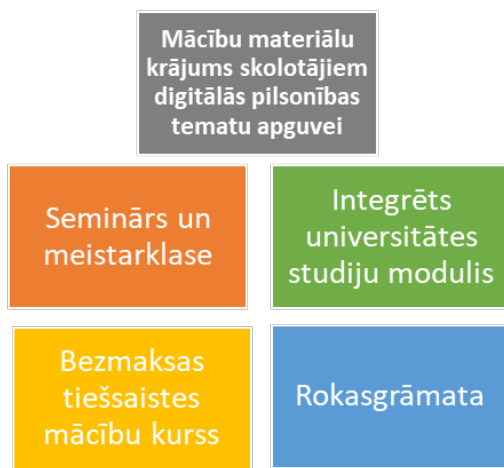 Mācību materiālu
krājums skolotājiem
digitālās pilsonības
tematu apguvei
Seminārs un
meistarklase
Integrēts
universitātes
studiju modulis
Bezmaksas
tiešsaistes
mācību kurss
Rokasgrāmata